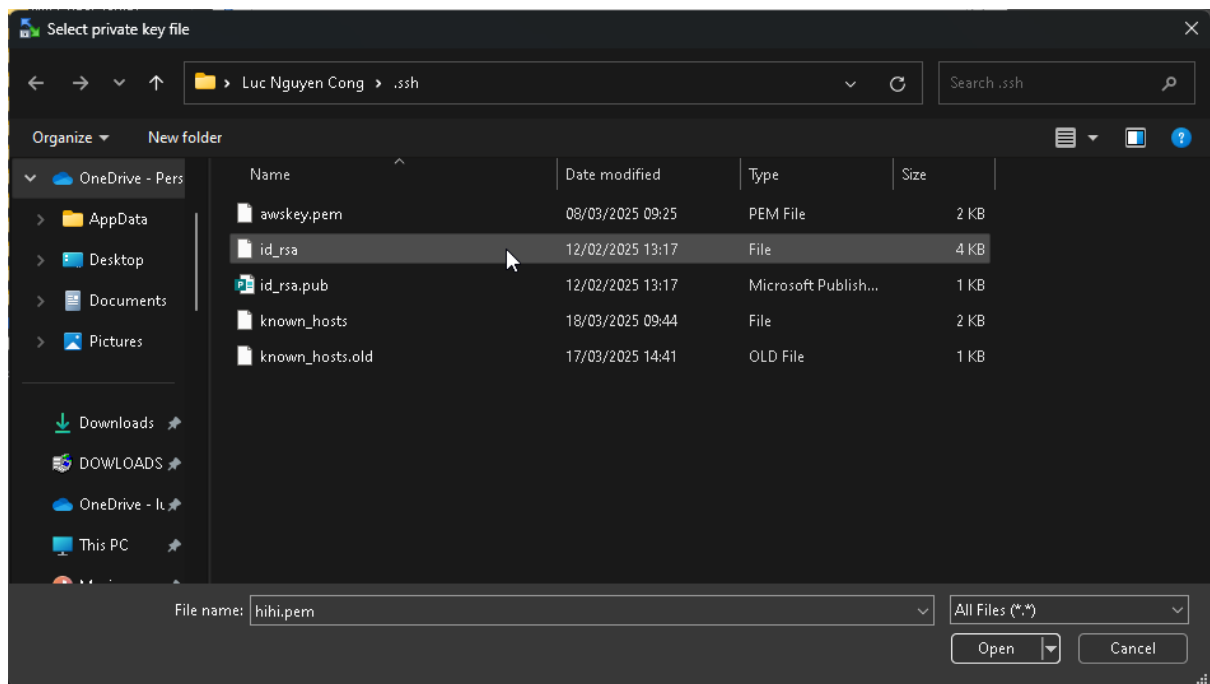 Select private key file
Luc Nguyen Cong > .ssh
Search .ssh
Organize
New folder
OneDrive - Pers
AppData
Desktop
Documents
Pictures
Downloads
DOWLOADS
OneDrive - lu
This PC
Name Date modified Type Size
awskey.pem 08/03/2025 09:25 PEM File 2 KB
id_rsa 12/02/2025 13:17 File 4 KB
id_rsa.pub 12/02/2025 13:17 Microsoft Publish... 1 KB
known_hosts 18/03/2025 09:44 File 2 KB
known_hosts.old 17/03/2025 14:41 OLD File 1 KB
File name: hihi.pem
All Files (*.*)
Open
Cancel